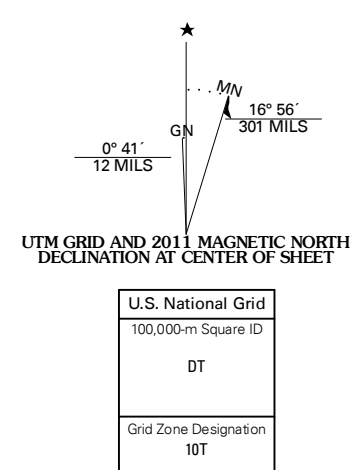 ★
MN
GN
16° 56´
301 MILS
0° 41´
12 MILS
UTM GRID AND 2011 MAGNETIC NORTH
DECLINATION AT CENTER OF SHEET
U.S. National Grid
100,000-m Square ID
DT
Grid Zone Designation
10T